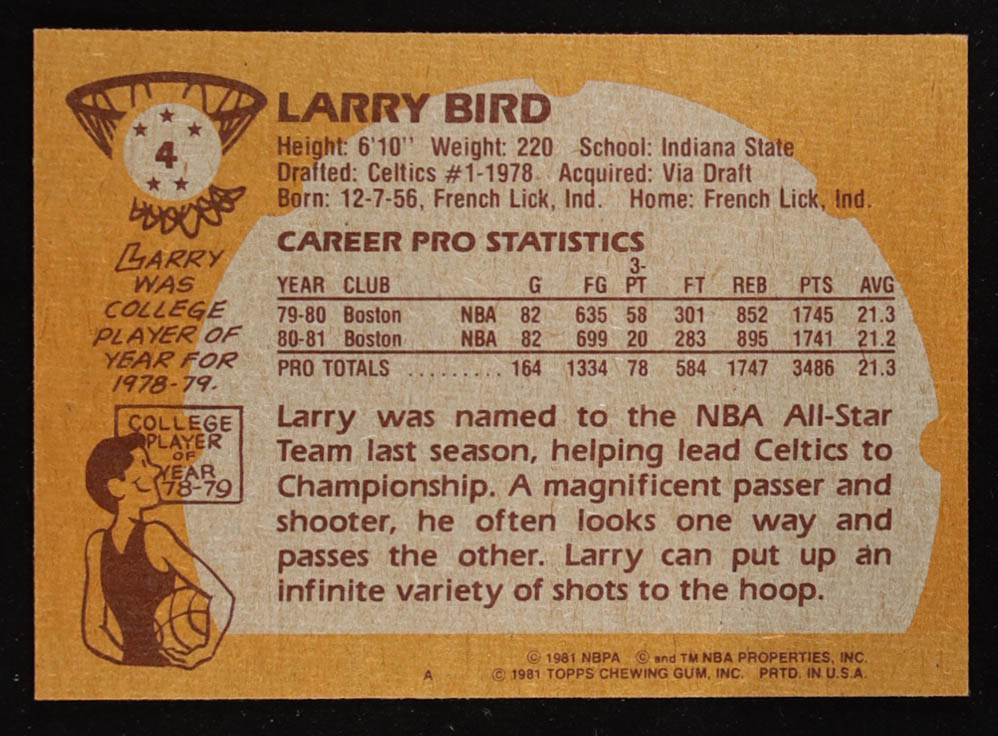 4
LARRY BIRD
Height: 6'10" Weight: 220 School: Indiana State
Drafted: Celtics #1-1978 Acquired: Via Draft
Born: 12-7-56, French Lick, Ind. Home: French Lick, Ind.
LARRY
WAS
COLLEGE
PLAYER OF
YEAR FOR
1978-79.
COLLEGE
PLAYER
OF
YEAR
'78-79
CAREER PRO STATISTICS
YEAR CLUB G FG 3-PT FT REB PTS AVG
79-80 Boston NBA 82 635 58 301 852 1745 21.3
80-81 Boston NBA 82 699 20 283 895 1741 21.2
PRO TOTALS ......... 164 1334 78 584 1747 3486 21.3
Larry was named to the NBA All-Star
Team last season, helping lead Celtics to
Championship. A magnificent passer and
shooter, he often looks one way and
passes the other. Larry can put up an
infinite variety of shots to the hoop.
© 1981 NBPA © and TM NBA PROPERTIES, INC.
A © 1981 TOPPS CHEWING GUM, INC. PRTD. IN U.S.A.